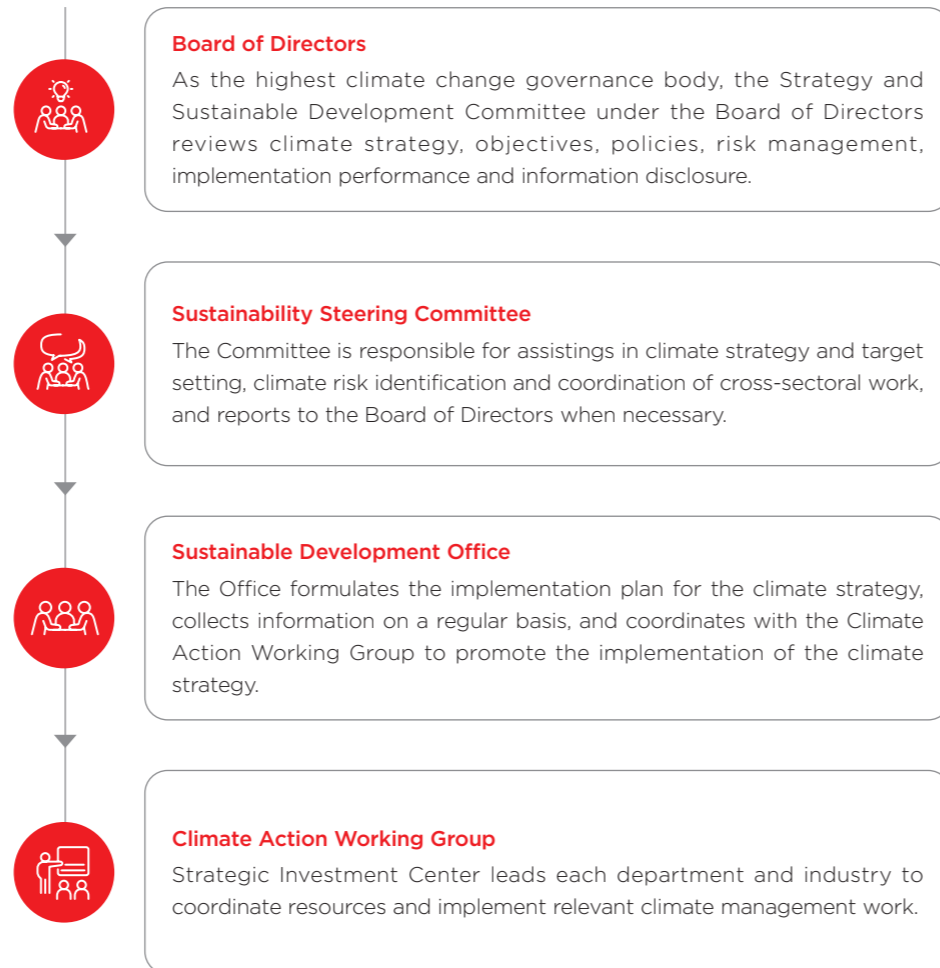 Board of Directors
As the highest climate change governance body, the Strategy and
Sustainable Development Committee under the Board of Directors
reviews climate strategy, objectives, policies, risk management,
implementation performance and information disclosure.
Sustainability Steering Committee
The Committee is responsible for assistings in climate strategy and target
setting, climate risk identification and coordination of cross-sectoral work,
and reports to the Board of Directors when necessary.
Sustainable Development Office
The Office formulates the implementation plan for the climate strategy,
collects information on a regular basis, and coordinates with the Climate
Action Working Group to promote the implementation of the climate
strategy.
Climate Action Working Group
Strategic Investment Center leads each department and industry to
coordinate resources and implement relevant climate management work.